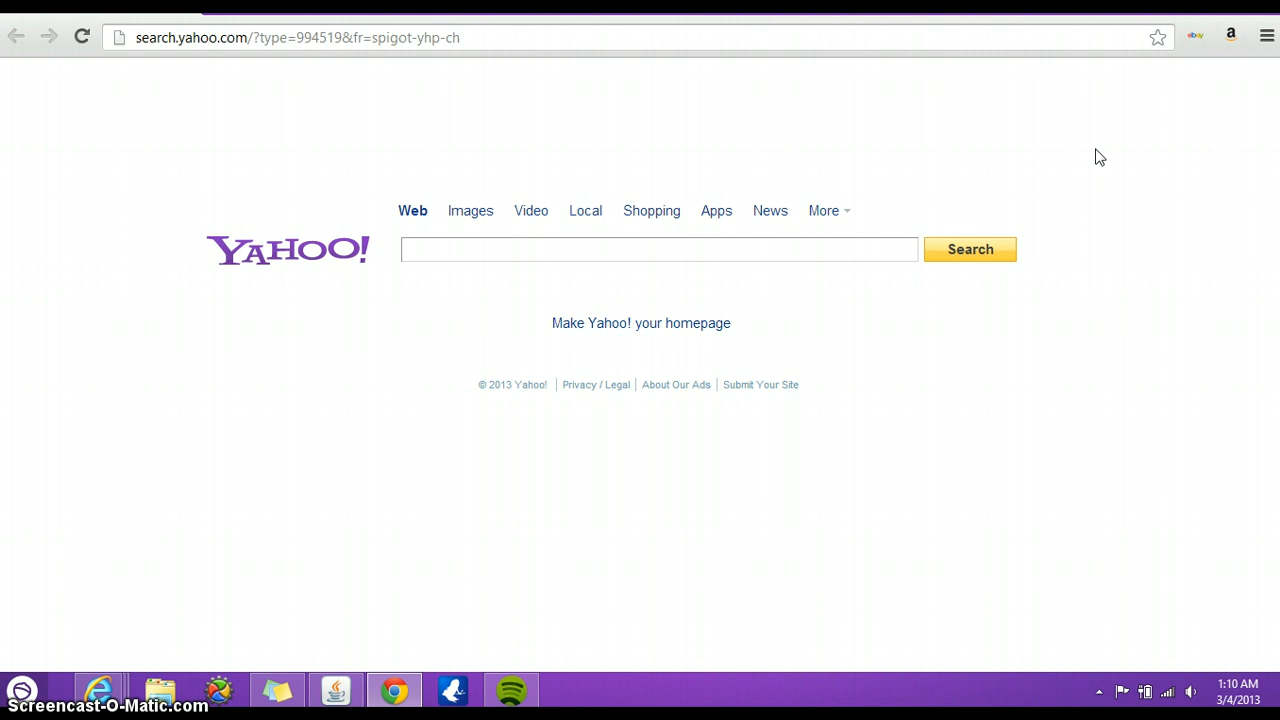 search.yahoo.com/?type=994519&fr=spigot-yhp-ch
ebay
a
Web Images Video Local Shopping Apps News More
YAHOO! Search
Make Yahoo! your homepage
© 2013 Yahoo! Privacy / Legal About Our Ads Submit Your Site
1:10 AM
3/4/2013
Screencast-O-Matic.com